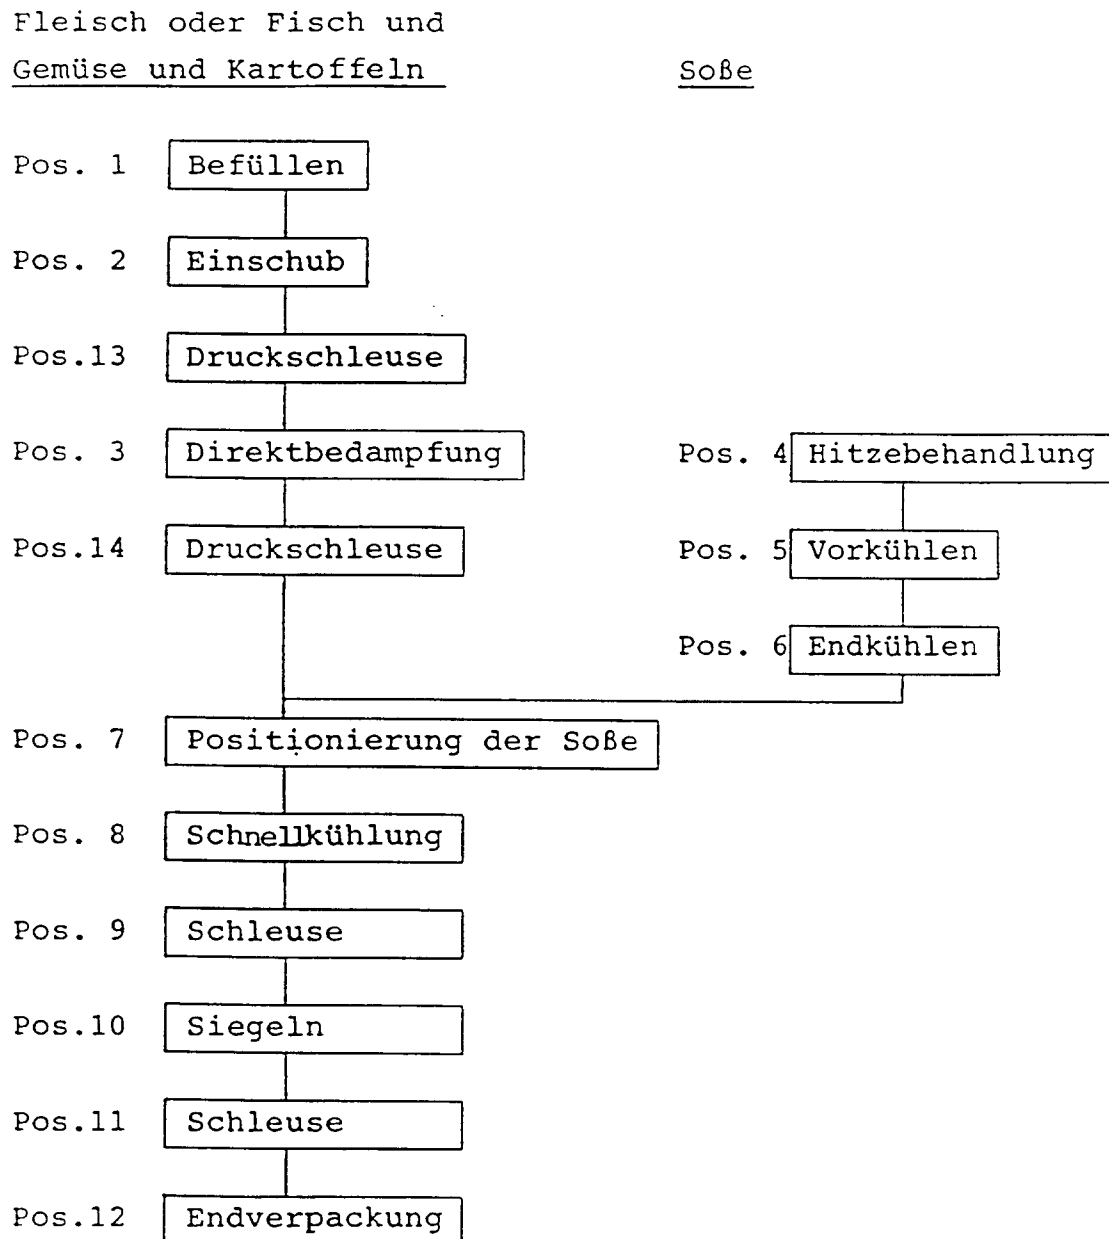 Fleisch oder Fisch und
Gemüse und Kartoffeln Soße
Pos. 1 Befüllen
Pos. 2 Einschub
Pos.13 Druckschleuse
Pos. 3 Direktbedampfung Pos. 4 Hitzebehandlung
Pos.14 Druckschleuse Pos. 5 Vorkühlen
Pos. 6 Endkühlen
Pos. 7 Positionierung der Soße
Pos. 8 Schnellkühlung
Pos. 9 Schleuse
Pos.10 Siegeln
Pos.11 Schleuse
Pos.12 Endverpackung